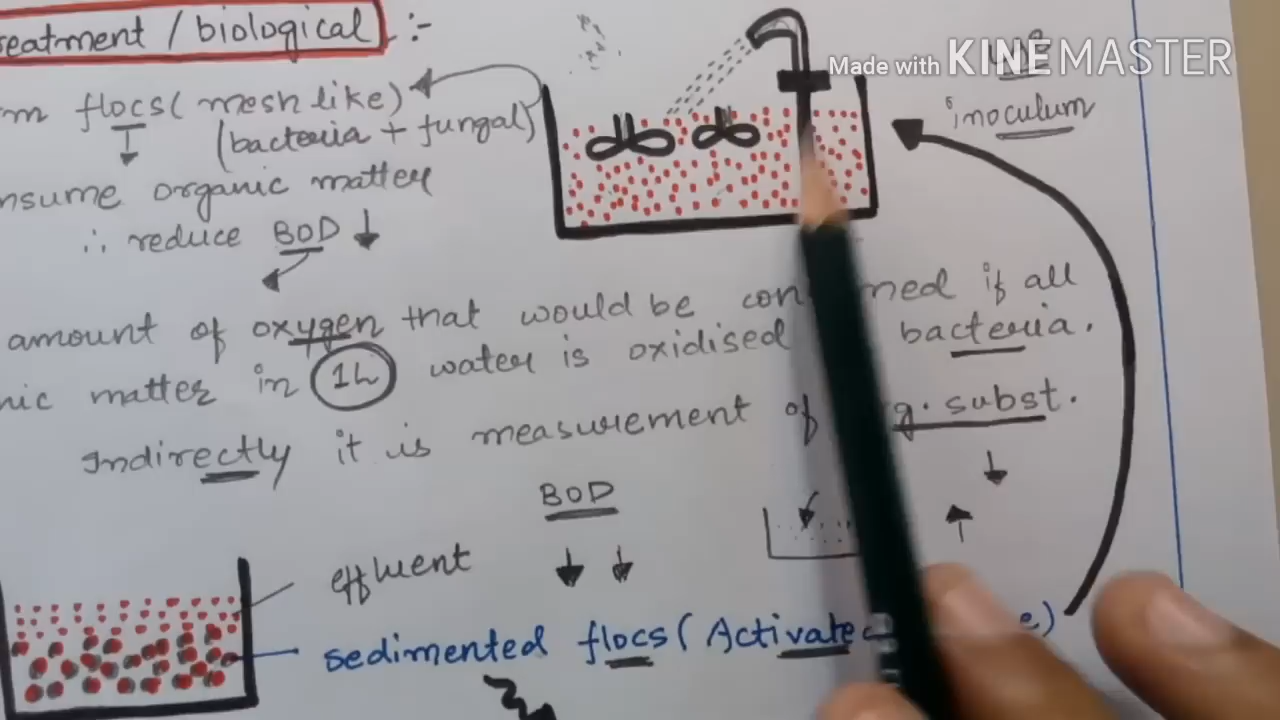 reatment / biological :-
Made with KINEMASTER
inoculum
m flocs (mesh like)
(bacteria + fungal)
nsume organic matter
∴ reduce BOD ↓
amount of oxygen that would be con med if all
nic matter in 1L water is oxidised bacteria.
Indirectly it is measurement of g. subst.
BOD
effluent
sedimented flocs (Activate e)